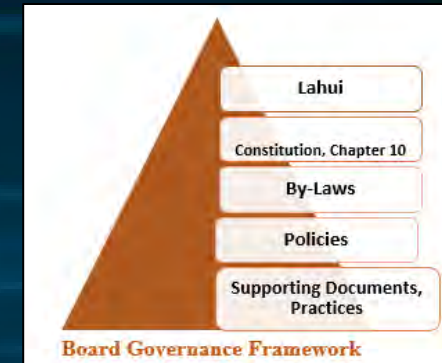 Lahui
Constitution, Chapter 10
By-Laws
Policies
Supporting Documents,
Practices
Board Governance Framework